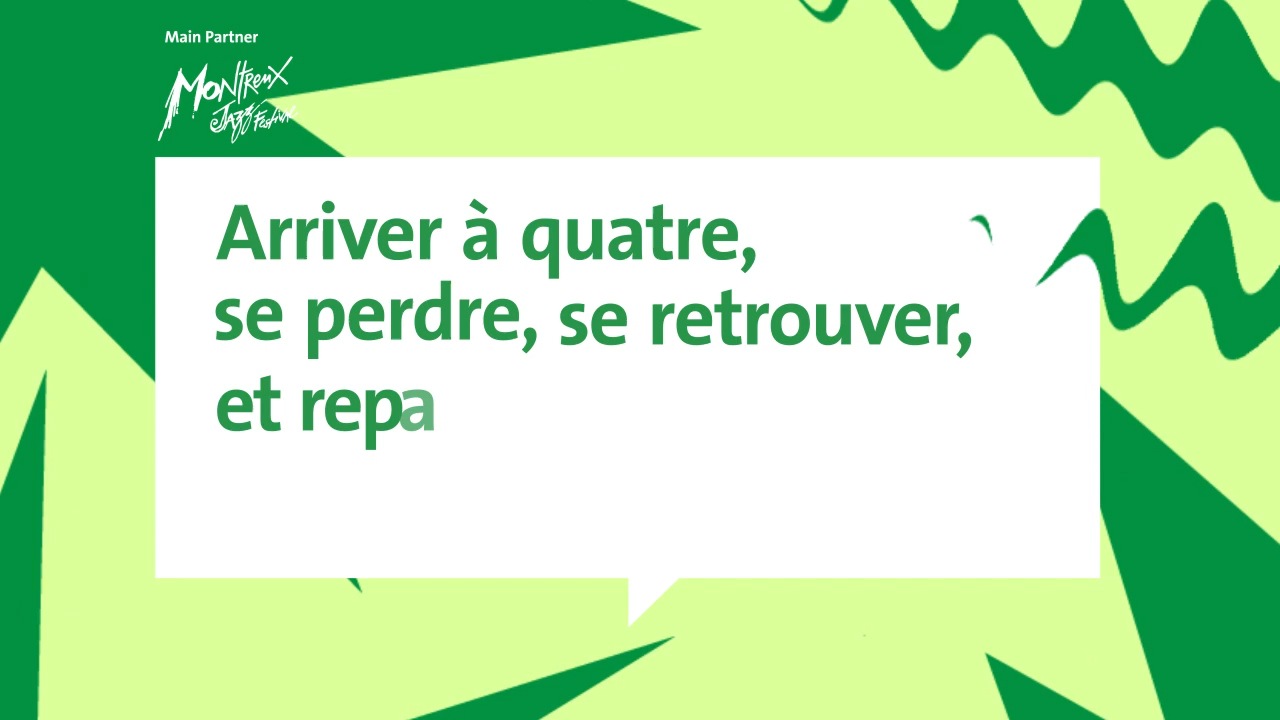 Main Partner
Montreux
Jazz Festival
Arriver à quatre,
se perdre, se retrouver,
et repa